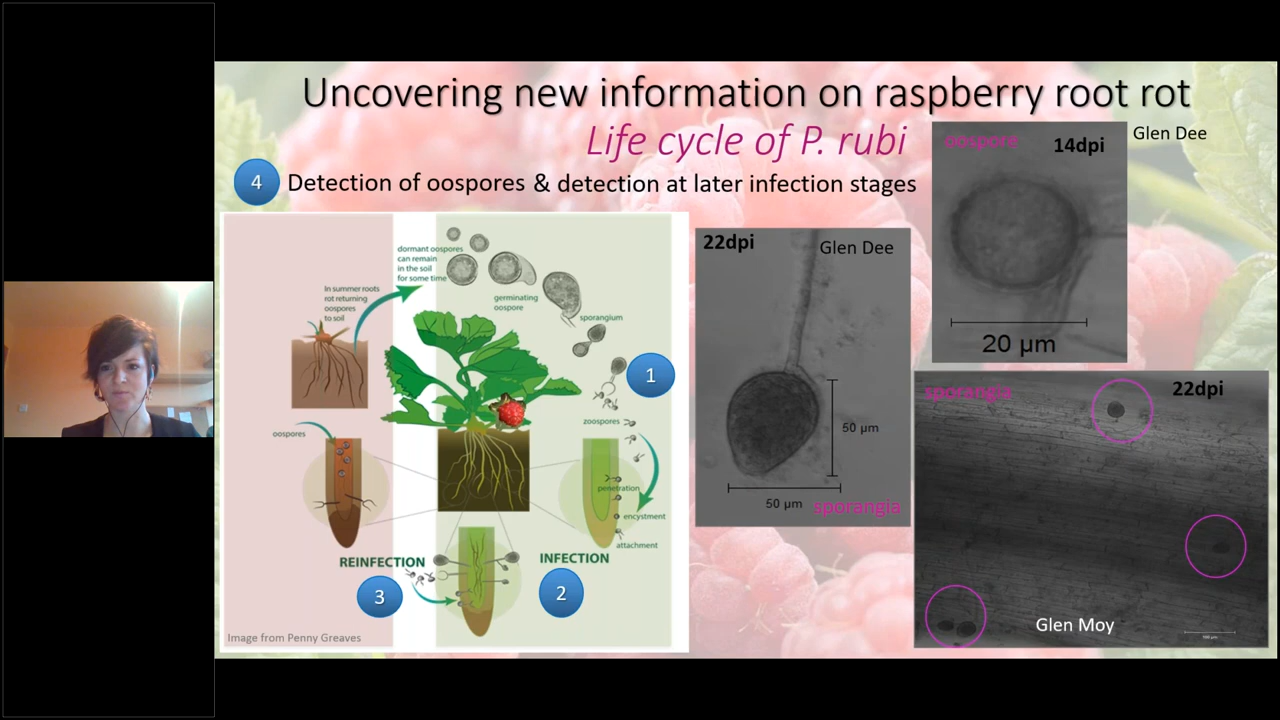 Uncovering new information on raspberry root rot
Life cycle of P. rubi
4
Detection of oospores & detection at later infection stages
dormant oospores
can remain
in the soil
for some time
In summer roots
rot returning
oospores
to soil
germinating
oospore
sporangium
1
zoospores
oospores
penetration
encystment
attachment
REINFECTION
INFECTION
3
2
Image from Penny Greaves
22dpi
Glen Dee
50 µm
50 µm
sporangia
oospore
14dpi
Glen Dee
20 µm
sporangia
22dpi
Glen Moy